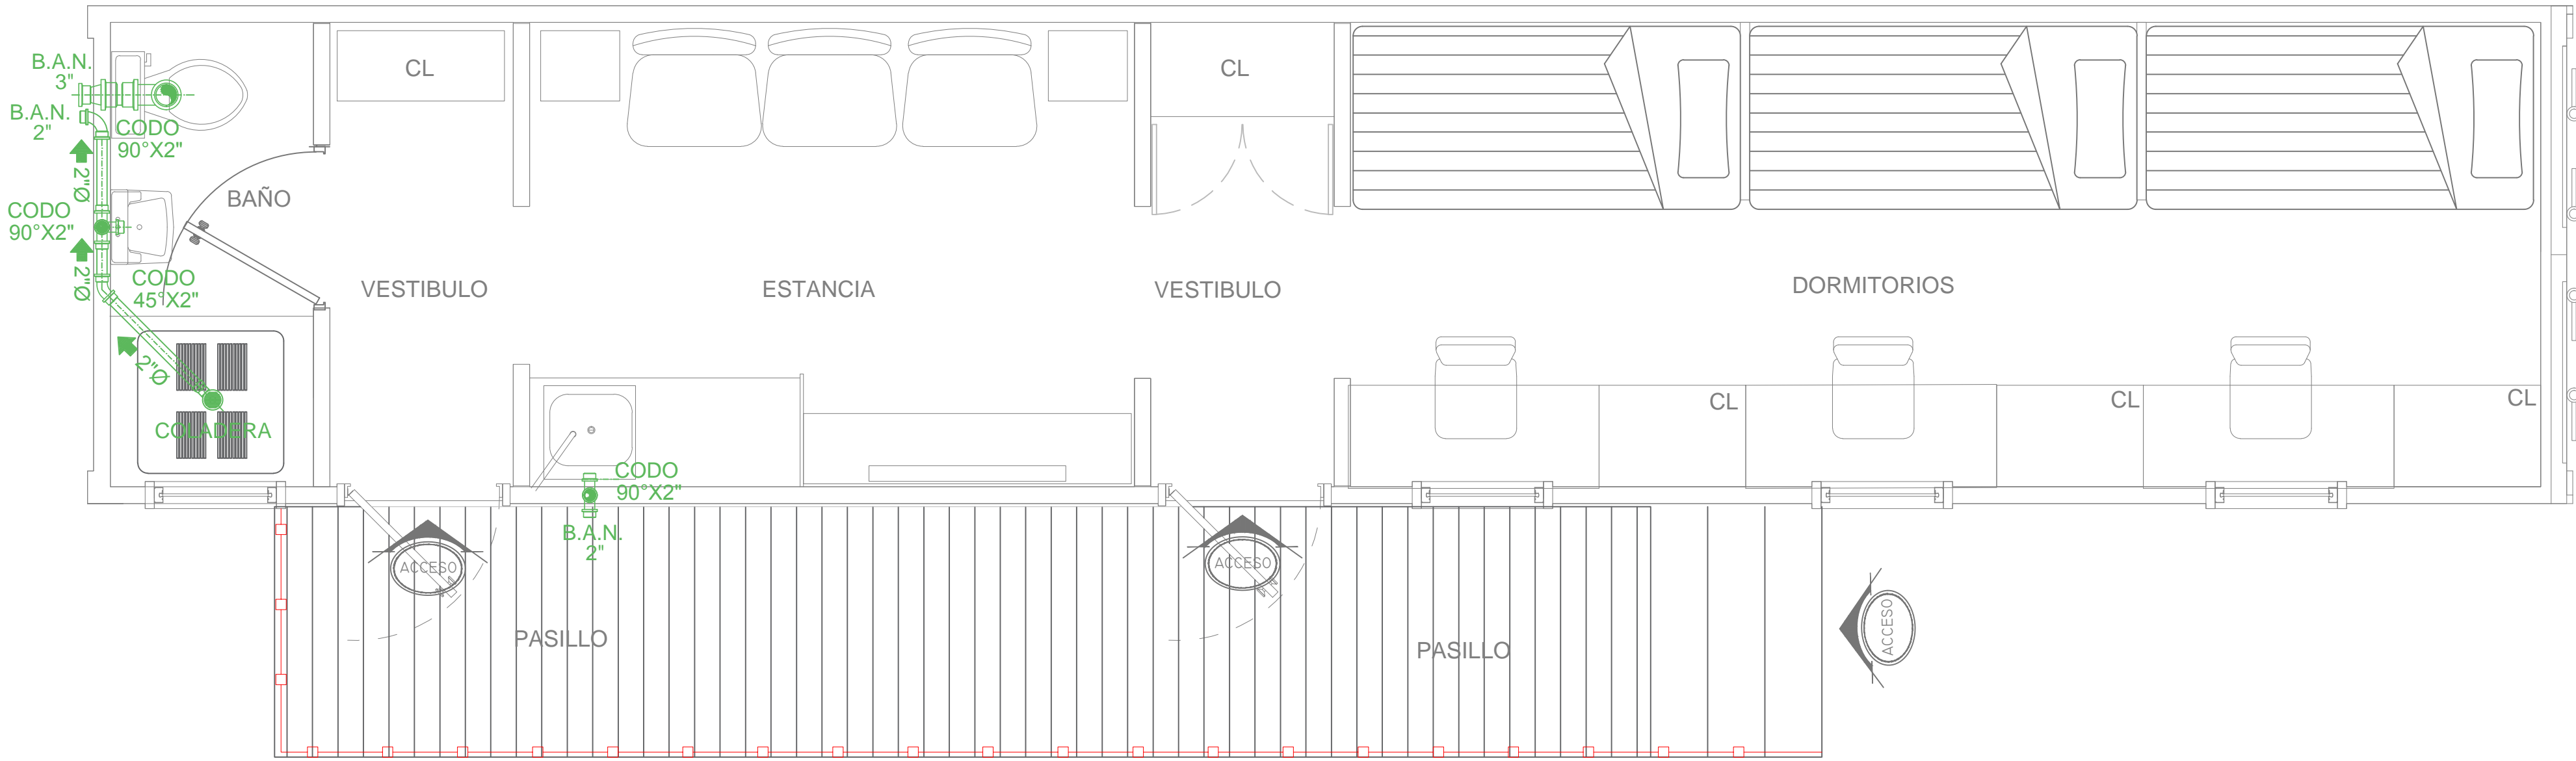 B.A.N.
3"
B.A.N.
2"
CODO
90°X2"
2"Ø
CODO
90°X2"
2"Ø
CODO
45°X2"
2"Ø
COLADERA
BAÑO
CL
VESTIBULO
ESTANCIA
CL
VESTIBULO
DORMITORIOS
CL
CL
CL
CODO
90°X2"
B.A.N.
2"
ACCESO
ACCESO
ACCESO
PASILLO
PASILLO